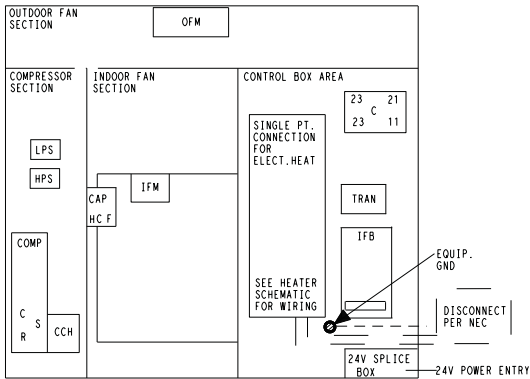 OUTDOOR FAN
SECTION
OFM
COMPRESSOR
SECTION
INDOOR FAN
SECTION
CONTROL BOX AREA
23 21
C
23 11
SINGLE PT.
CONNECTION
FOR
ELECT.HEAT
LPS
HPS
IFM
CAP
HC F
TRAN
COMP
IFB
EQUIP.
GND
SEE HEATER
SCHEMATIC
FOR WIRING
C
S
R
CCH
DISCONNECT
PER NEC
24V SPLICE
BOX
24V POWER ENTRY